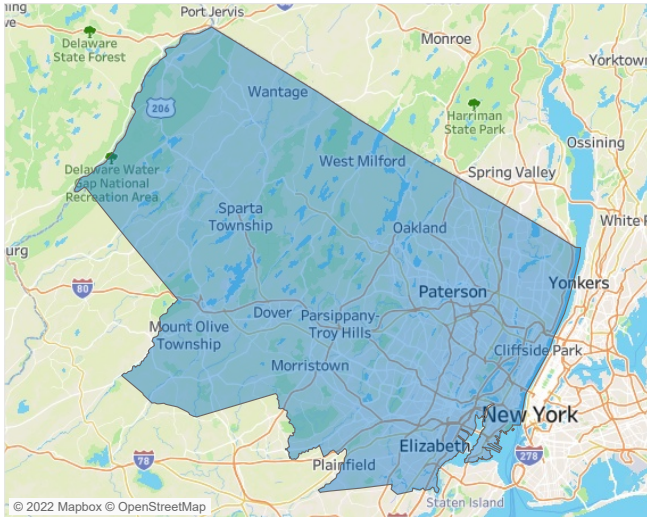 Port Jervis
Delaware
State Forest
Monroe
Yorktown
Wantage
206
Harriman
State Park
Ossining
West Milford
Spring Valley
Delaware Water
Gap National
Recreation Area
Sparta
Township
Oakland
White P
urg
80
Paterson
Yonkers
Dover
Parsippany-
Troy Hills
Mount Olive
Township
Cliffside Park
Morristown
New York
Elizabeth
78
Plainfield
278
Staten Island
© 2022 Mapbox © OpenStreetMap